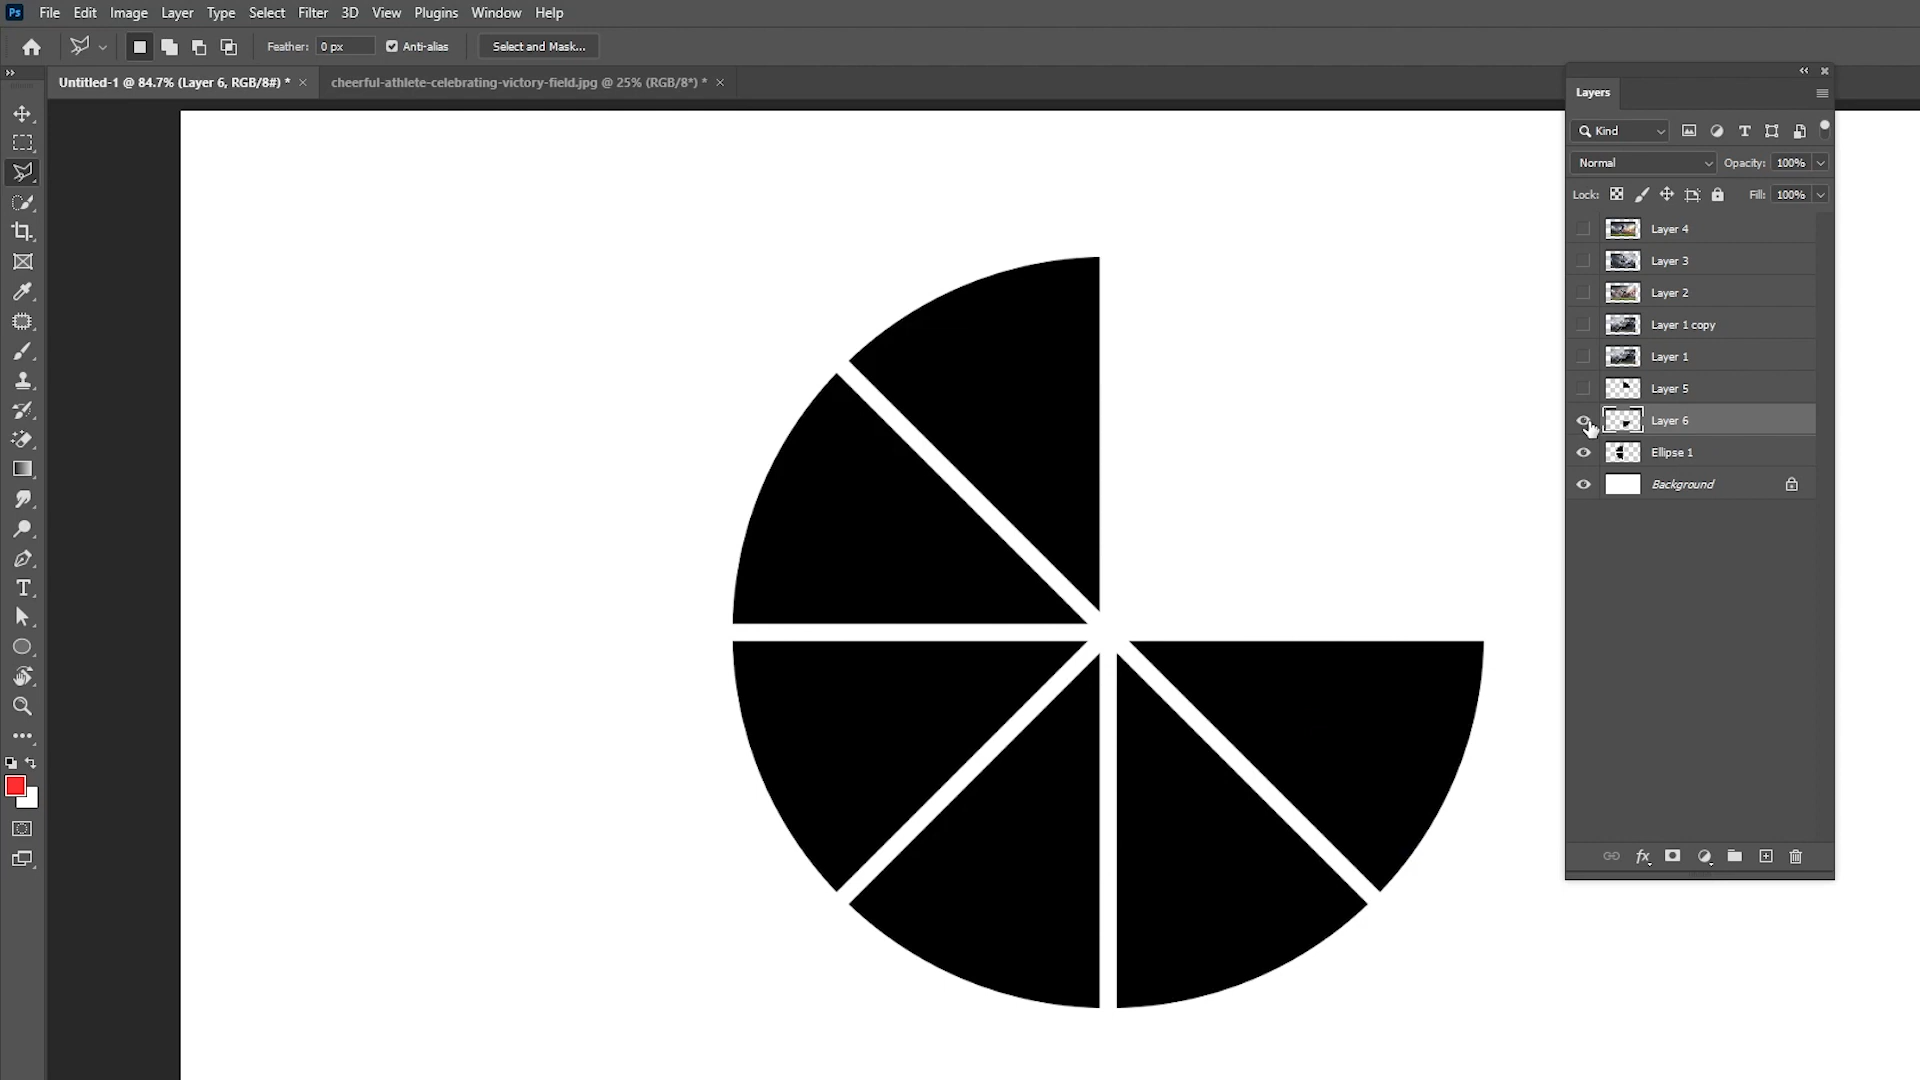 Ps File Edit Image Layer Type Select Filter 3D View Plugins Window Help
Feather: 0 px Anti-alias Select and Mask...
Untitled-1 @ 84.7% (Layer 6, RGB/8#) * × cheerful-athlete-celebrating-victory-field.jpg @ 25% (RGB/8*) * ×
Layers
Kind
Normal Opacity: 100%
Lock: Fill: 100%
Layer 4
Layer 3
Layer 2
Layer 1 copy
Layer 1
Layer 5
Layer 6
Ellipse 1
Background
fx